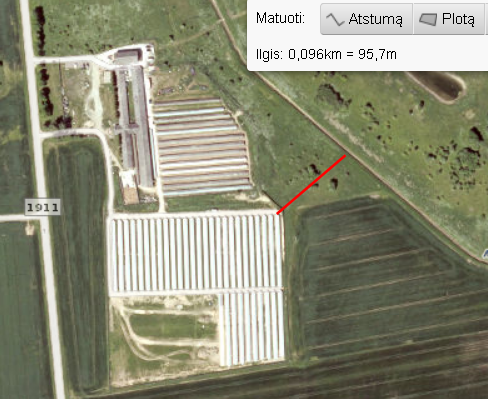 Matuoti: Atstumą Plotą
Ilgis: 0,096km = 95,7m
1911